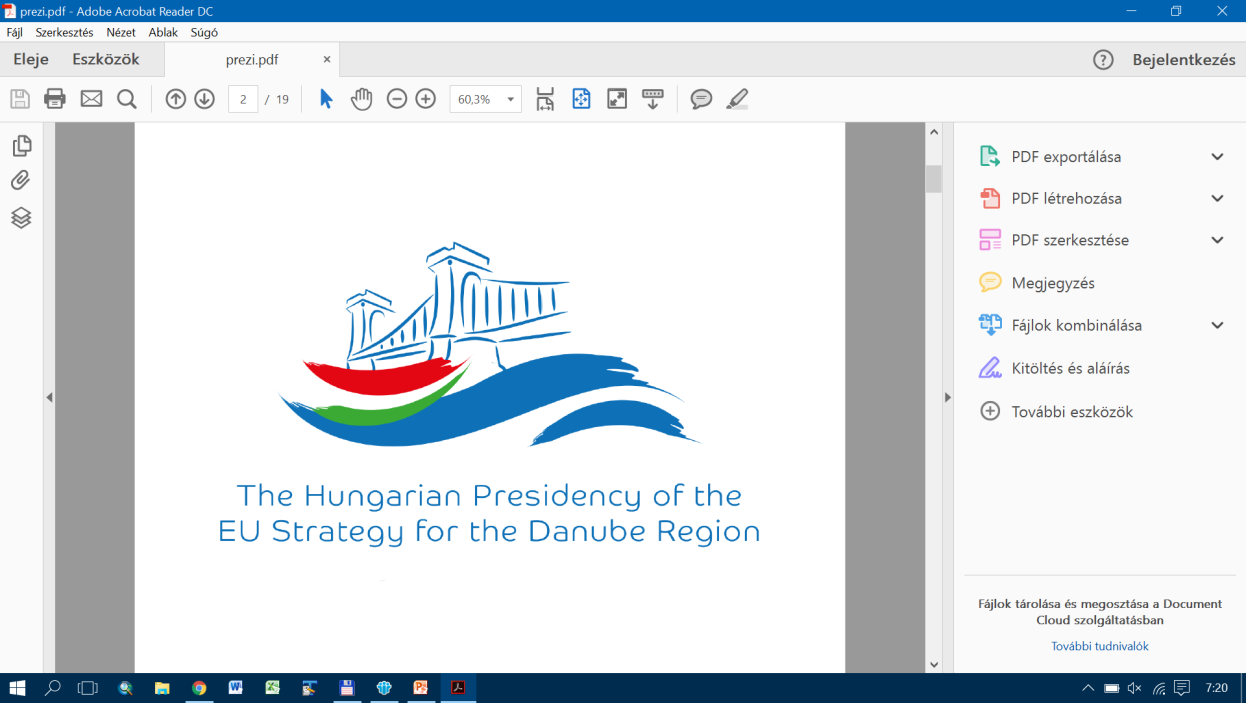 prezi.pdf - Adobe Acrobat Reader DC
Fájl Szerkesztés Nézet Ablak Súgó
Eleje Eszközök prezi.pdf × ? Bejelentkezés
2 / 19 60,3%
PDF exportálása
PDF létrehozása
PDF szerkesztése
Megjegyzés
Fájlok kombinálása
Kitöltés és aláírás
További eszközök
The Hungarian Presidency of the
EU Strategy for the Danube Region
Fájlok tárolása és megosztása a Document
Cloud szolgáltatásban
További tudnivalók
7:20